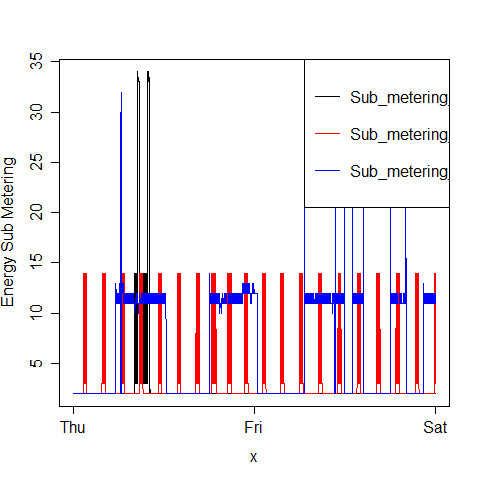 Energy Sub Metering
35
30
25
20
15
10
5
Sub_metering_
Sub_metering_
Sub_metering_
Thu
Fri
Sat
x